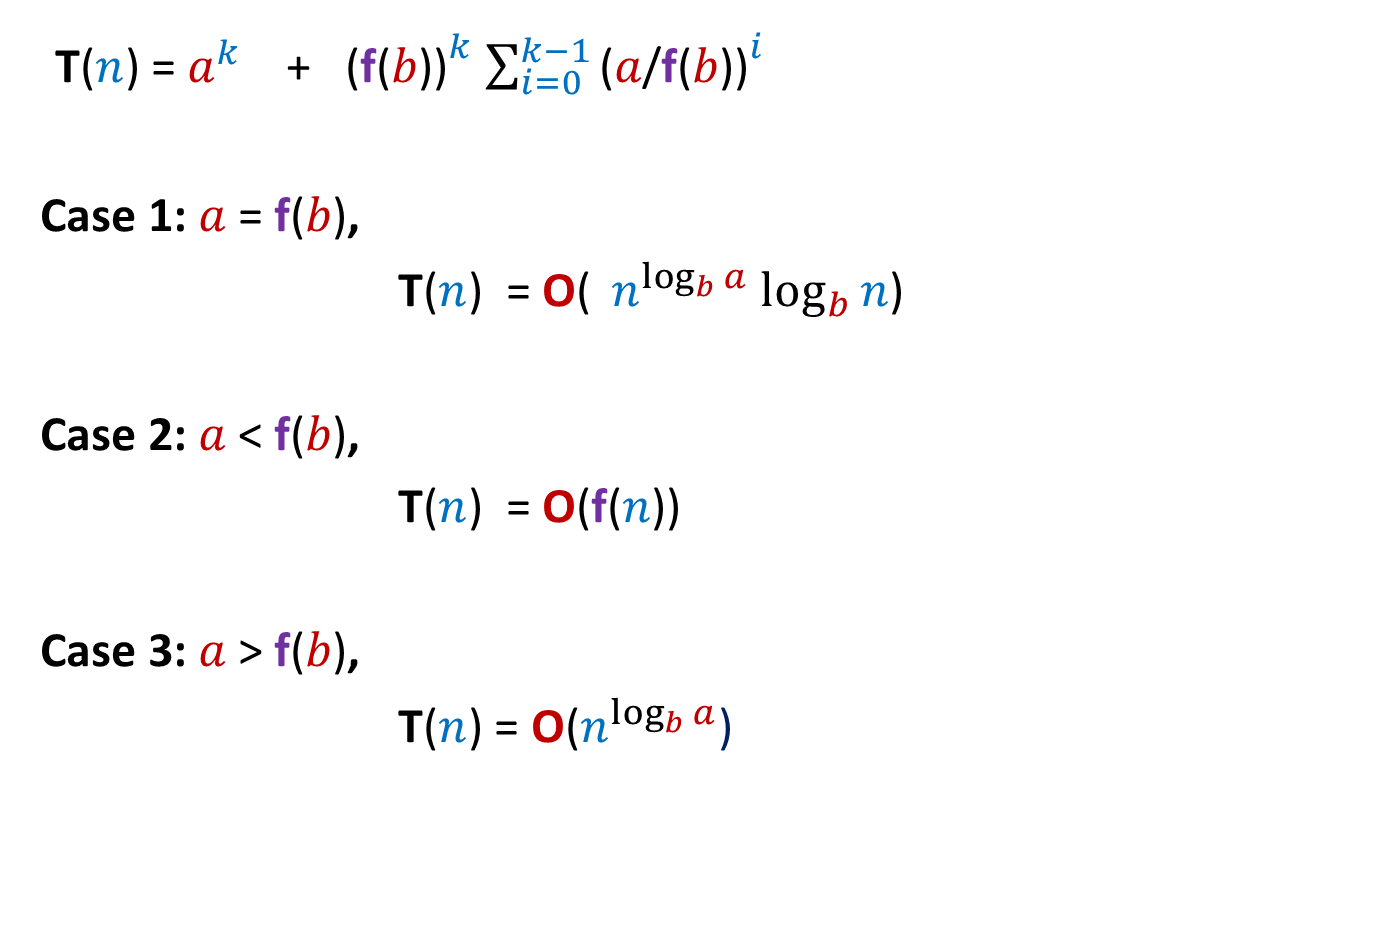 T(n) = a^k + (f(b))^k ∑_{i=0}^{k−1} (a/f(b))^i
Case 1: a = f(b),
T(n) = O( n^{log_b a} log_b n)
Case 2: a < f(b),
T(n) = O(f(n))
Case 3: a > f(b),
T(n) = O(n^{log_b a})